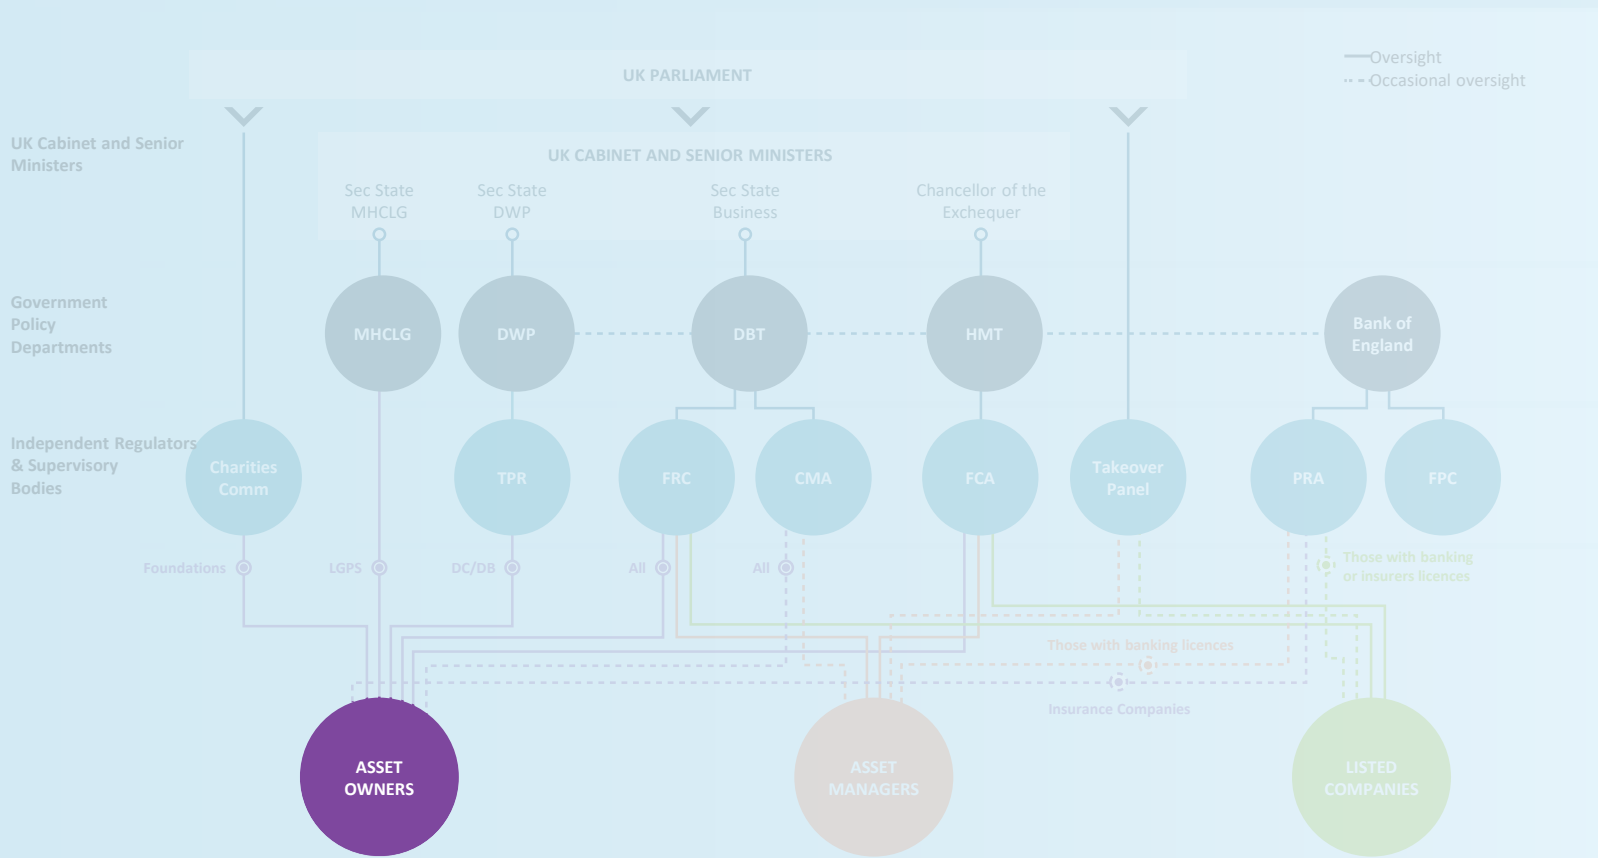 UK PARLIAMENT
Oversight
Occasional oversight
UK Cabinet and Senior
Ministers
UK CABINET AND SENIOR MINISTERS
Sec State
MHCLG
Sec State
DWP
Sec State
Business
Chancellor of the
Exchequer
Government
Policy
Departments
MHCLG
DWP
DBT
HMT
Bank of
England
Independent Regulators
& Supervisory
Bodies
Charities
Comm
TPR
FRC
CMA
FCA
Takeover
Panel
PRA
FPC
Foundations
LGPS
DC/DB
All
All
Those with banking
or insurers licences
Those with banking licences
Insurance Companies
ASSET
OWNERS
ASSET
MANAGERS
LISTED
COMPANIES